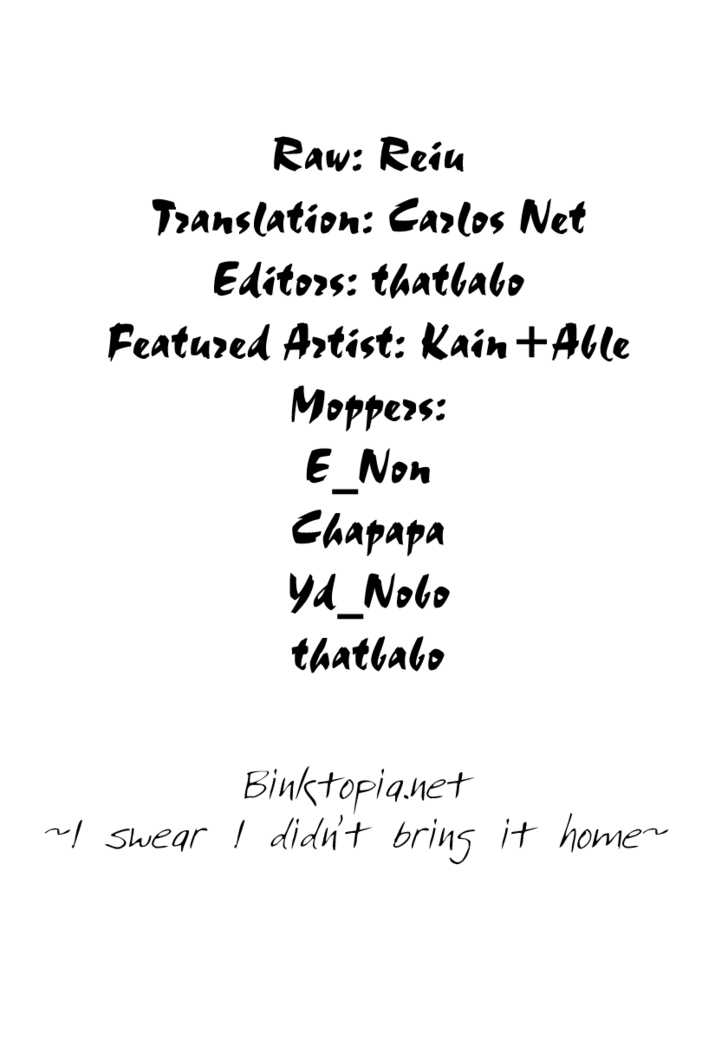 Raw: Reiu
Translation: Carlos Net
Editors: thatbabo
Featured Artist: Kain+Able
Moppers:
E_Non
Chapapa
Yd_Nobo
thatbabo
Binktopia.net
~I swear I didn't bring it home~